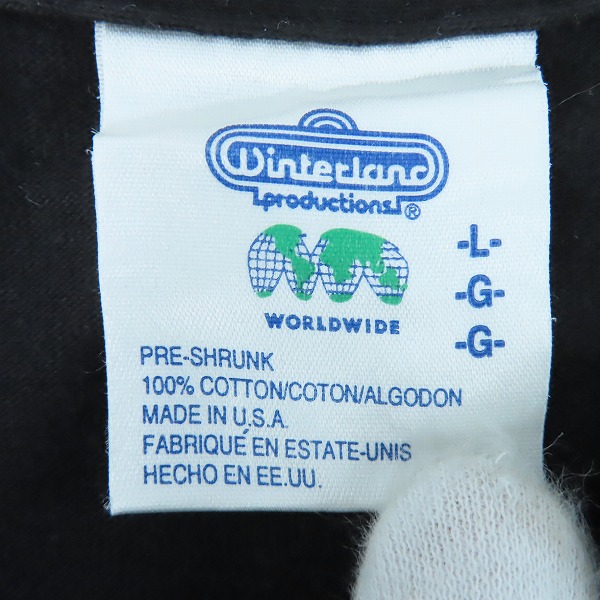 Winterland
productions ®
WORLDWIDE
-L-
-G-
-G-
PRE-SHRUNK
100% COTTON/COTON/ALGODON
MADE IN U.S.A.
FABRIQUÉ EN ESTATE-UNIS
HECHO EN EE.UU.